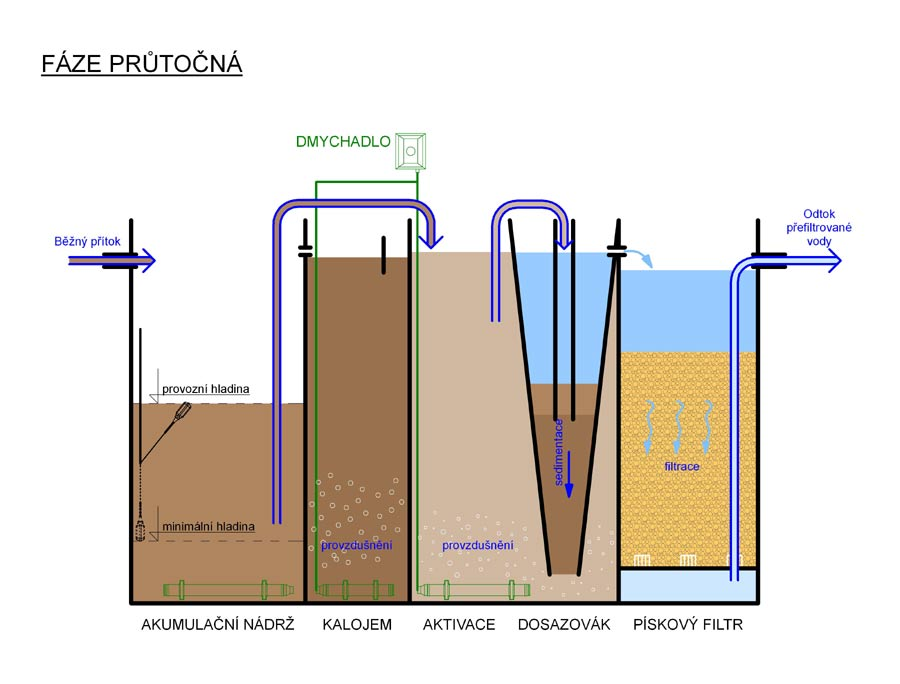 FÁZE PRŮTOČNÁ
DMYCHADLO
Běžný přítok
Odtok
přefiltrované
vody
provozní hladina
sedimentace
filtrace
minimální hladina
provzdušnění
provzdušnění
AKUMULAČNÍ NÁDRŽ
KALOJEM
AKTIVACE
DOSAZOVÁK
PÍSKOVÝ FILTR